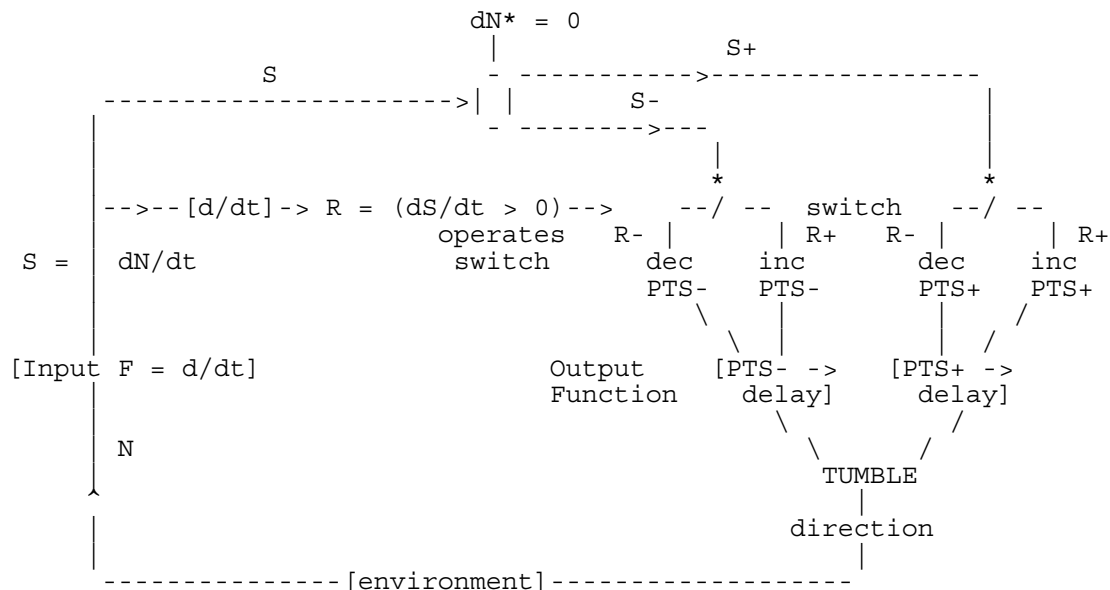 dN* = 0
S+
S
S-
* *
[d/dt]-> R = (dS/dt > 0)--> --/ -- switch --/ --
operates R- | | R+ R- | | R+
S = | dN/dt switch dec inc dec inc
PTS- PTS- PTS+ PTS+
[Input F = d/dt] Output [PTS- -> [PTS+ ->
Function delay] delay]
N
TUMBLE
direction
[environment]